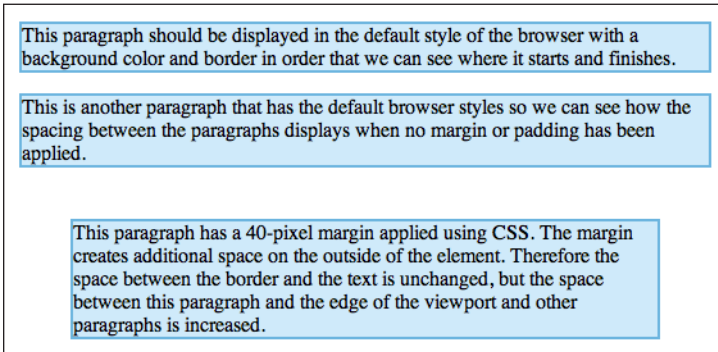 This paragraph should be displayed in the default style of the browser with a
background color and border in order that we can see where it starts and finishes.
This is another paragraph that has the default browser styles so we can see how the
spacing between the paragraphs displays when no margin or padding has been
applied.
This paragraph has a 40-pixel margin applied using CSS. The margin
creates additional space on the outside of the element. Therefore the
space between the border and the text is unchanged, but the space
between this paragraph and the edge of the viewport and other
paragraphs is increased.